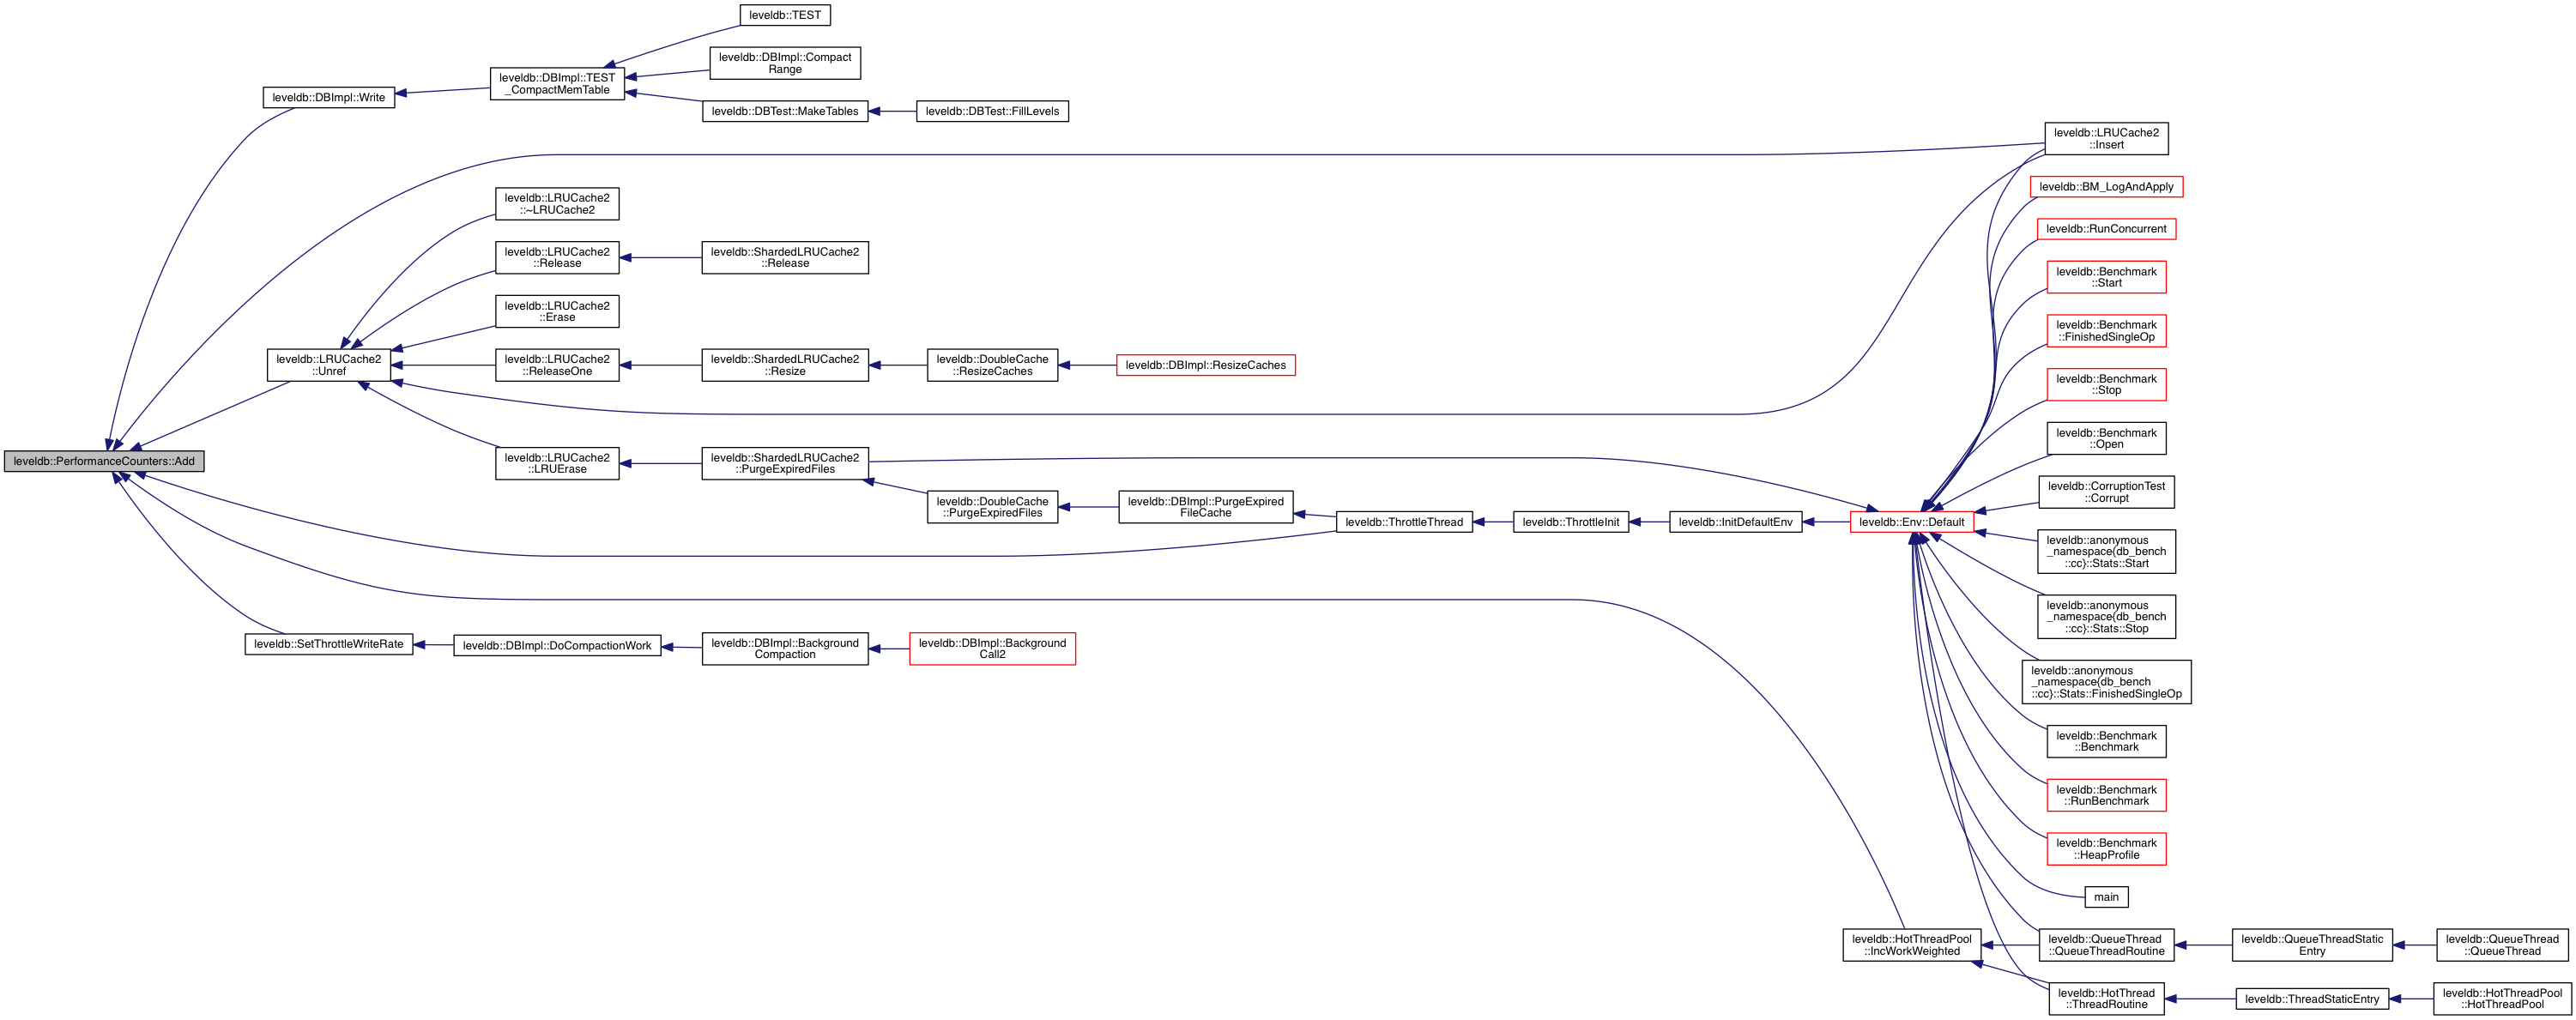 leveldb::TEST
leveldb::DBImpl::Compact
Range
leveldb::DBImpl::TEST
_CompactMemTable
leveldb::DBImpl::Write
leveldb::DBTest::MakeTables
leveldb::DBTest::FillLevels
leveldb::LRUCache2
::Insert
leveldb::BM_LogAndApply
leveldb::LRUCache2
::~LRUCache2
leveldb::RunConcurrent
leveldb::LRUCache2
::Release
leveldb::ShardedLRUCache2
::Release
leveldb::Benchmark
::Start
leveldb::LRUCache2
::Erase
leveldb::Benchmark
::FinishedSingleOp
leveldb::LRUCache2
::Unref
leveldb::LRUCache2
::ReleaseOne
leveldb::ShardedLRUCache2
::Resize
leveldb::DoubleCache
::ResizeCaches
leveldb::DBImpl::ResizeCaches
leveldb::Benchmark
::Stop
leveldb::Benchmark
::Open
leveldb::PerformanceCounters::Add
leveldb::LRUCache2
::LRUErase
leveldb::ShardedLRUCache2
::PurgeExpiredFiles
leveldb::CorruptionTest
::Corrupt
leveldb::DoubleCache
::PurgeExpiredFiles
leveldb::DBImpl::PurgeExpired
FileCache
leveldb::ThrottleThread
leveldb::ThrottleInit
leveldb::InitDefaultEnv
leveldb::Env::Default
leveldb::anonymous
_namespace{db_bench
::cc}::Stats::Start
leveldb::anonymous
_namespace{db_bench
::cc}::Stats::Stop
leveldb::SetThrottleWriteRate
leveldb::DBImpl::DoCompactionWork
leveldb::DBImpl::Background
Compaction
leveldb::DBImpl::Background
Call2
leveldb::anonymous
_namespace{db_bench
::cc}::Stats::FinishedSingleOp
leveldb::Benchmark
::Benchmark
leveldb::Benchmark
::RunBenchmark
leveldb::Benchmark
::HeapProfile
main
leveldb::HotThreadPool
::IncWorkWeighted
leveldb::QueueThread
::QueueThreadRoutine
leveldb::QueueThreadStatic
Entry
leveldb::QueueThread
::QueueThread
leveldb::HotThread
::ThreadRoutine
leveldb::ThreadStaticEntry
leveldb::HotThreadPool
::HotThreadPool